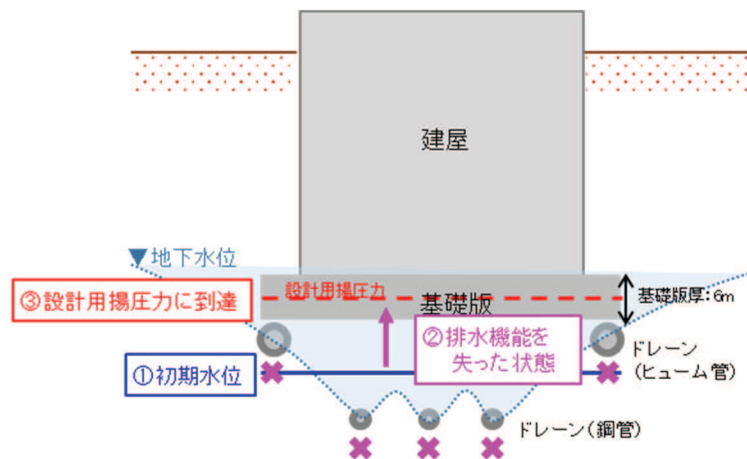 建屋
▼地下水位
設計用揚圧力
③設計用揚圧力に到達
基礎版
基礎版厚:6m
②排水機能を
失った状態
ドレーン
(ヒューム管)
①初期水位
ドレーン(鋼管)